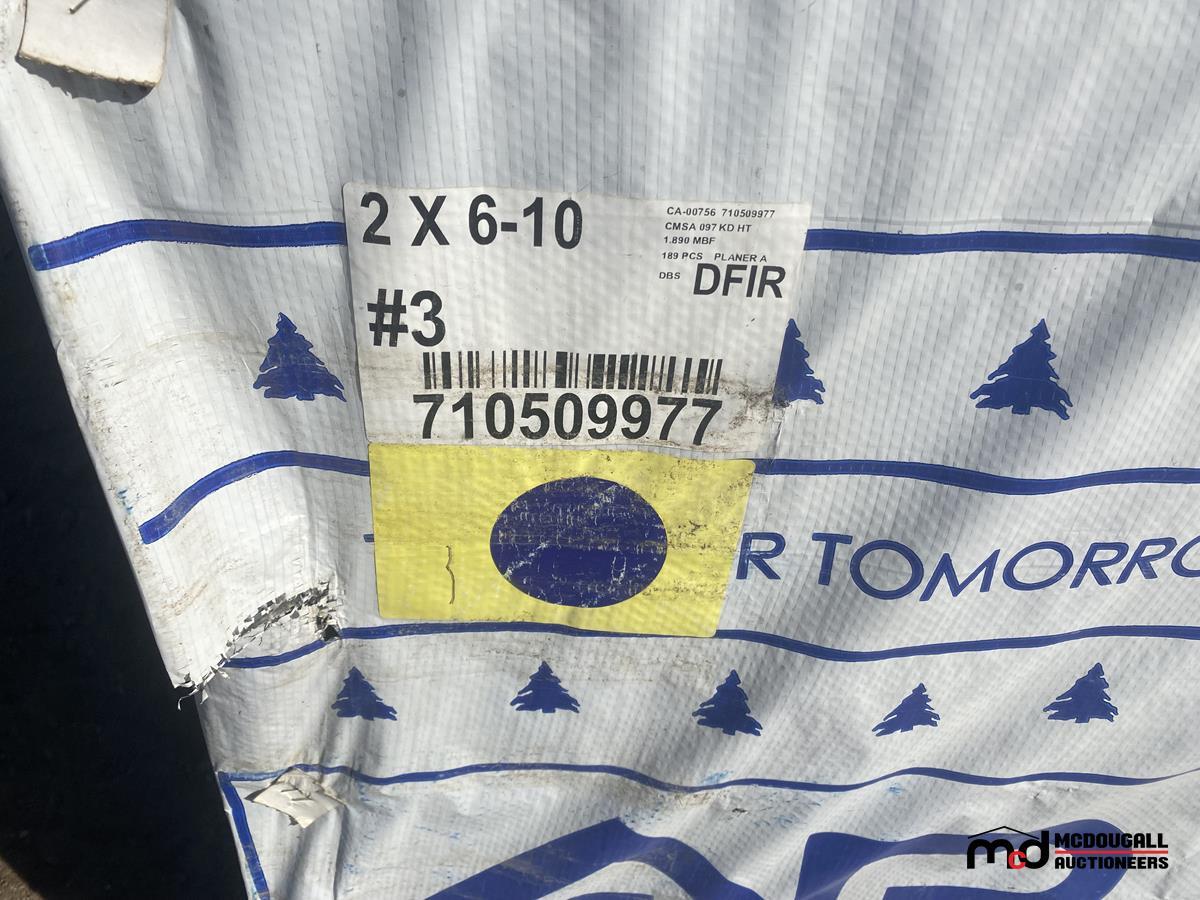 2 X 6-10
CA-00756 710509977
CMSA 097 KD HT
1.890 MBF
189 PCS PLANER A
DBS DFIR
#3
710509977
R TOMORRO
McD MCDOUGALL
AUCTIONEERS